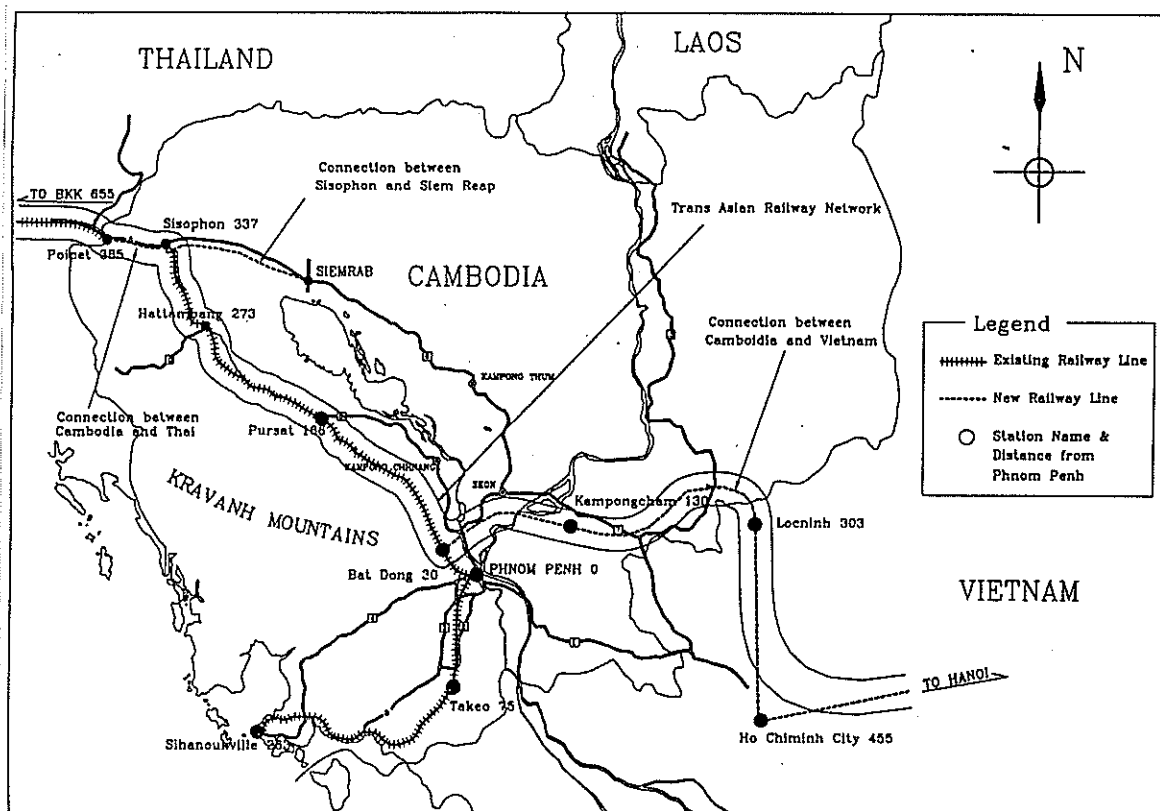 THAILAND
LAOS
N
Connection between
Sisophon and Siem Reap
TO BKK 655
Trans Asian Railway Network
Sisophon 337
Poipet 385
SIEMRAB
CAMBODIA
Connection between
Camboidia and Vietnam
Legend
Existing Railway Line
New Railway Line
Station Name &
Distance from
Phnom Penh
273
KAMPONG THUM
Connection between
Cambodia and Thai
Pursat
KAMPONG CHHNANG
KRAVANH MOUNTAINS
Kampongcham 130
Locninh 303
Bat Dong 30
PHNOM PENH 0
VIETNAM
TO HANOI
Takeo 75
Sihanoukville
Ho Chiminh City 455